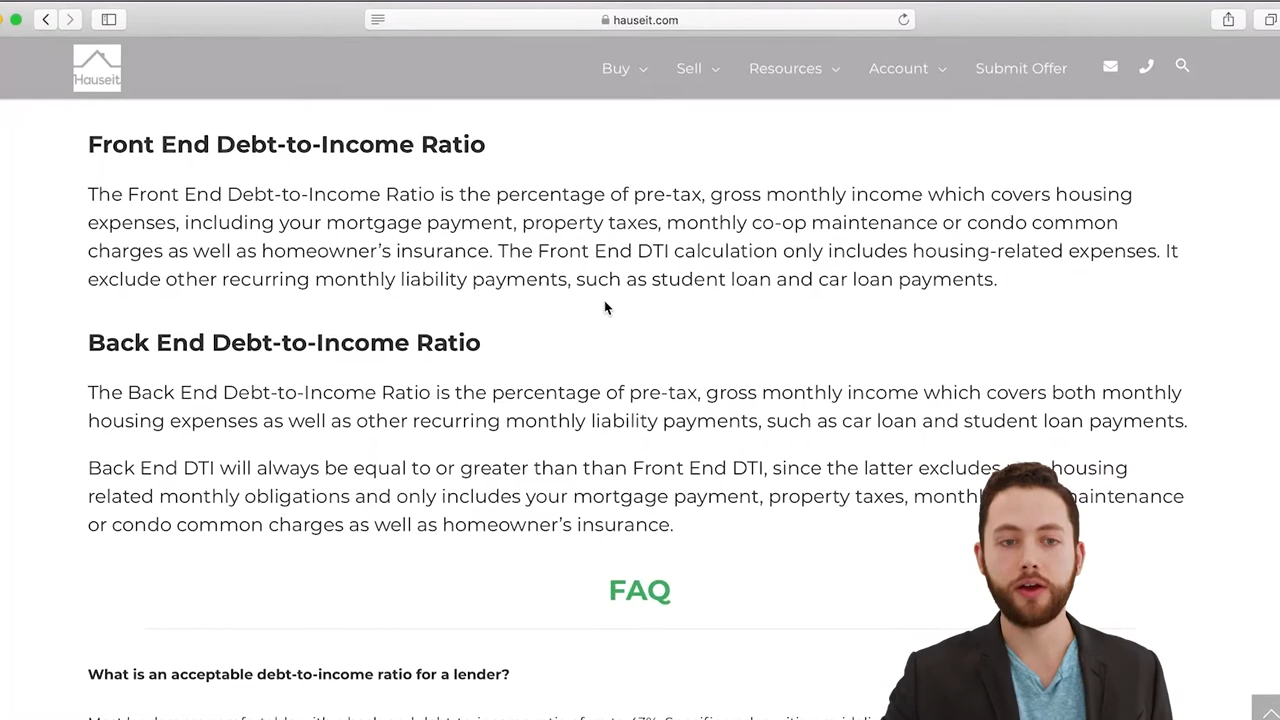 hauseit.com
Hauseit
Buy
Sell
Resources
Account
Submit Offer
Front End Debt-to-Income Ratio
The Front End Debt-to-Income Ratio is the percentage of pre-tax, gross monthly income which covers housing
expenses, including your mortgage payment, property taxes, monthly co-op maintenance or condo common
charges as well as homeowner's insurance. The Front End DTI calculation only includes housing-related expenses. It
exclude other recurring monthly liability payments, such as student loan and car loan payments.
Back End Debt-to-Income Ratio
The Back End Debt-to-Income Ratio is the percentage of pre-tax, gross monthly income which covers both monthly
housing expenses as well as other recurring monthly liability payments, such as car loan and student loan payments.
Back End DTI will always be equal to or greater than than Front End DTI, since the latter excludes housing
related monthly obligations and only includes your mortgage payment, property taxes, maintenance
or condo common charges as well as homeowner's insurance.
FAQ
What is an acceptable debt-to-income ratio for a lender?